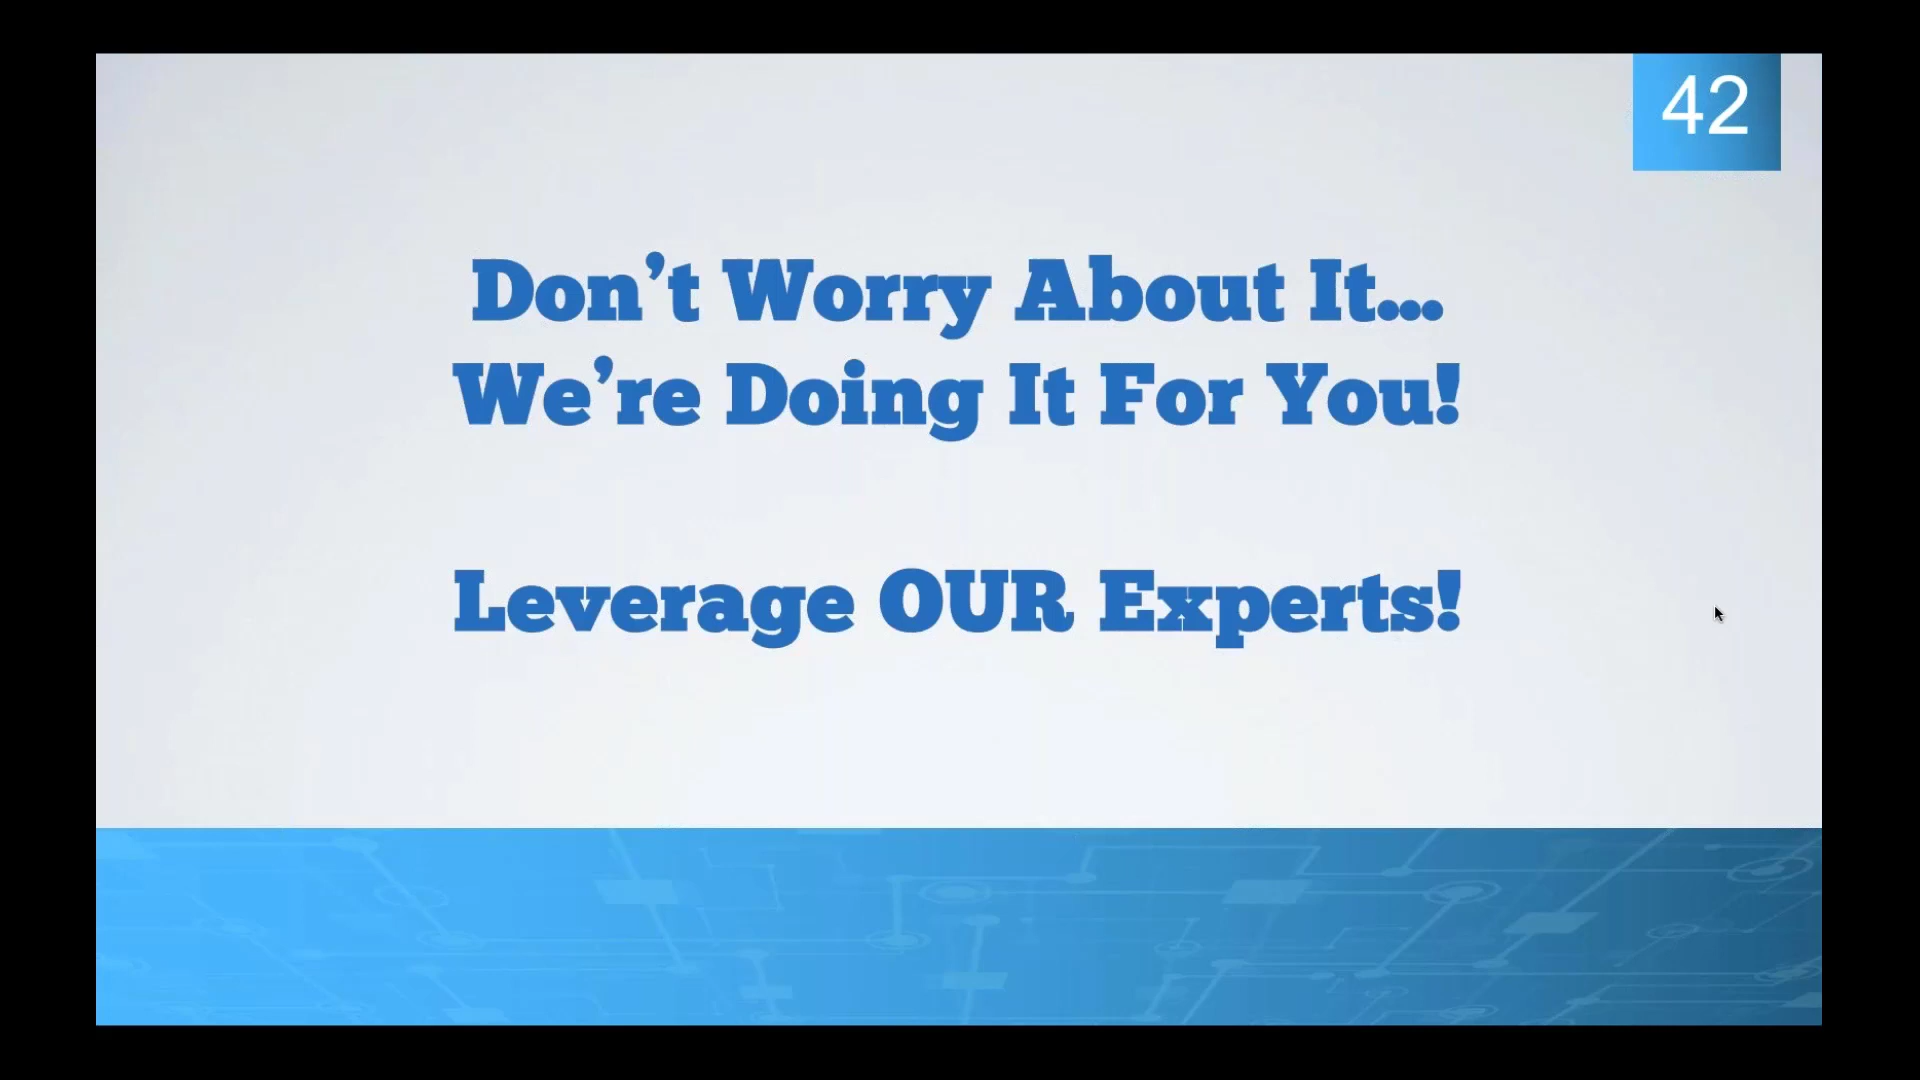 42
Don’t Worry About It...
We’re Doing It For You!
Leverage OUR Experts!